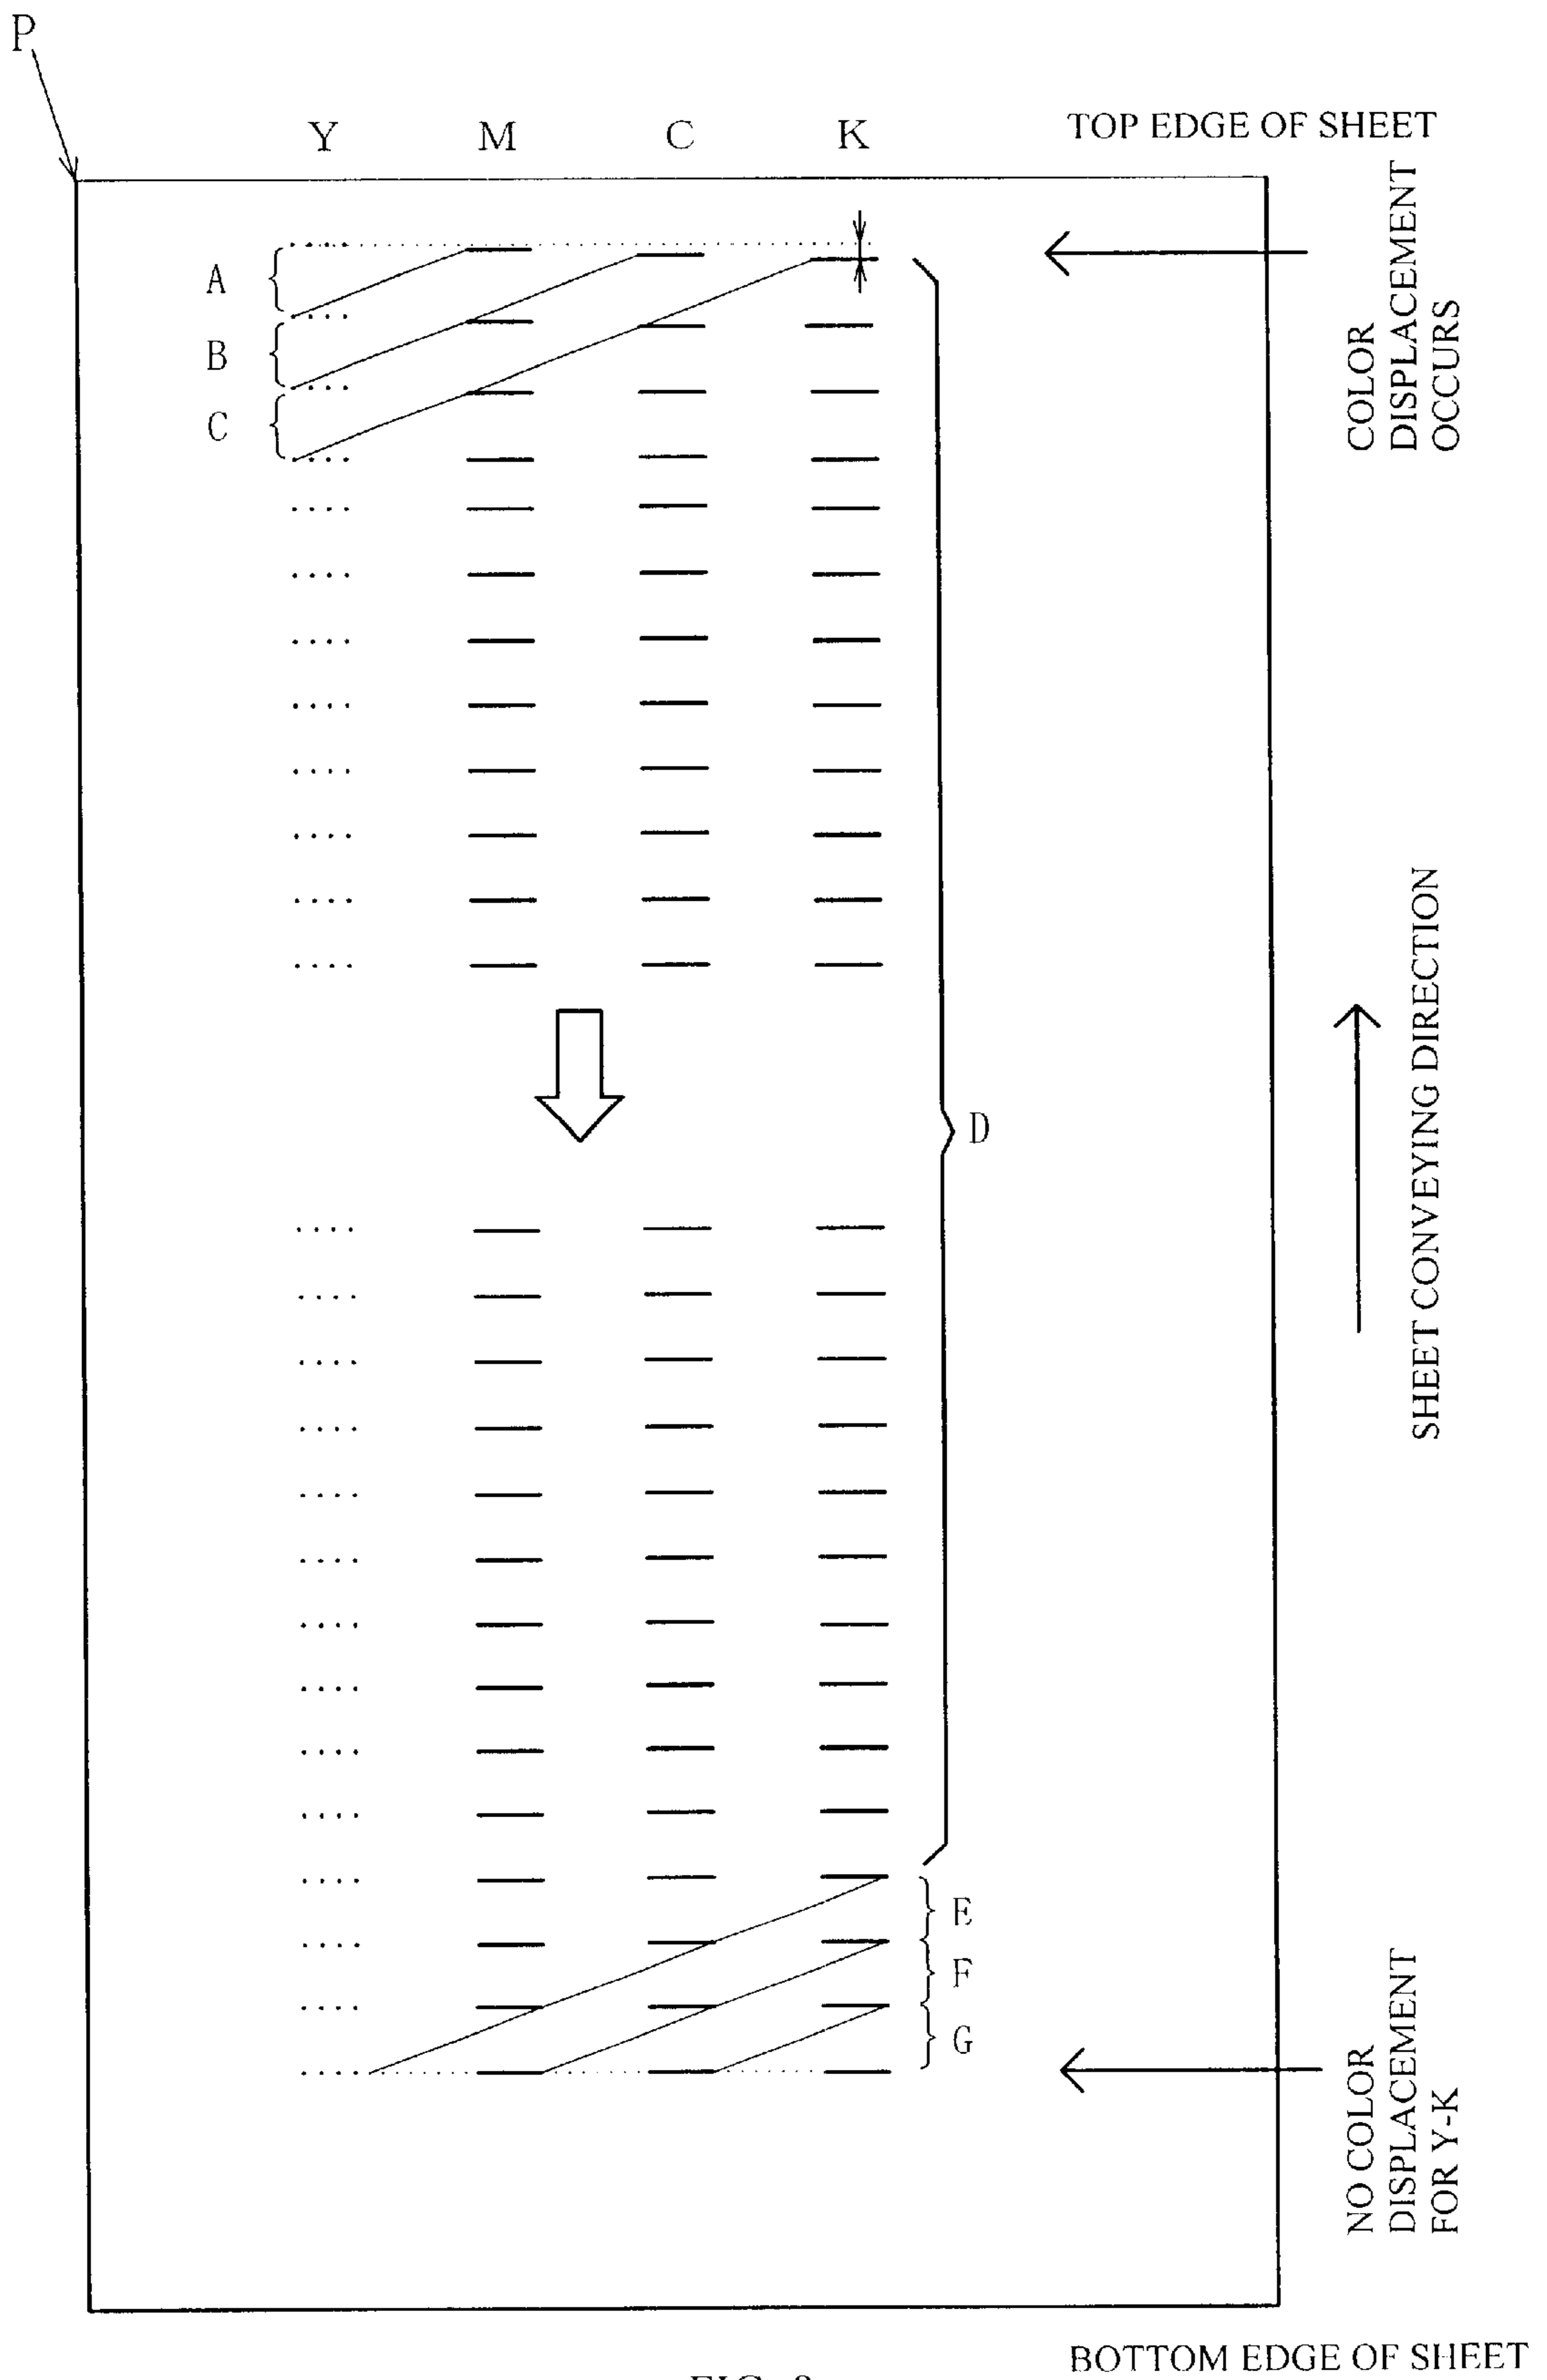 P
Y M C K
TOP EDGE OF SHEET
COLOR
DISPLACEMENT
OCCURS
A
B
C
D
SHEET CONVEYING DIRECTION
E
F
G
NO COLOR
DISPLACEMENT
FOR Y-K
BOTTOM EDGE OF SHEET